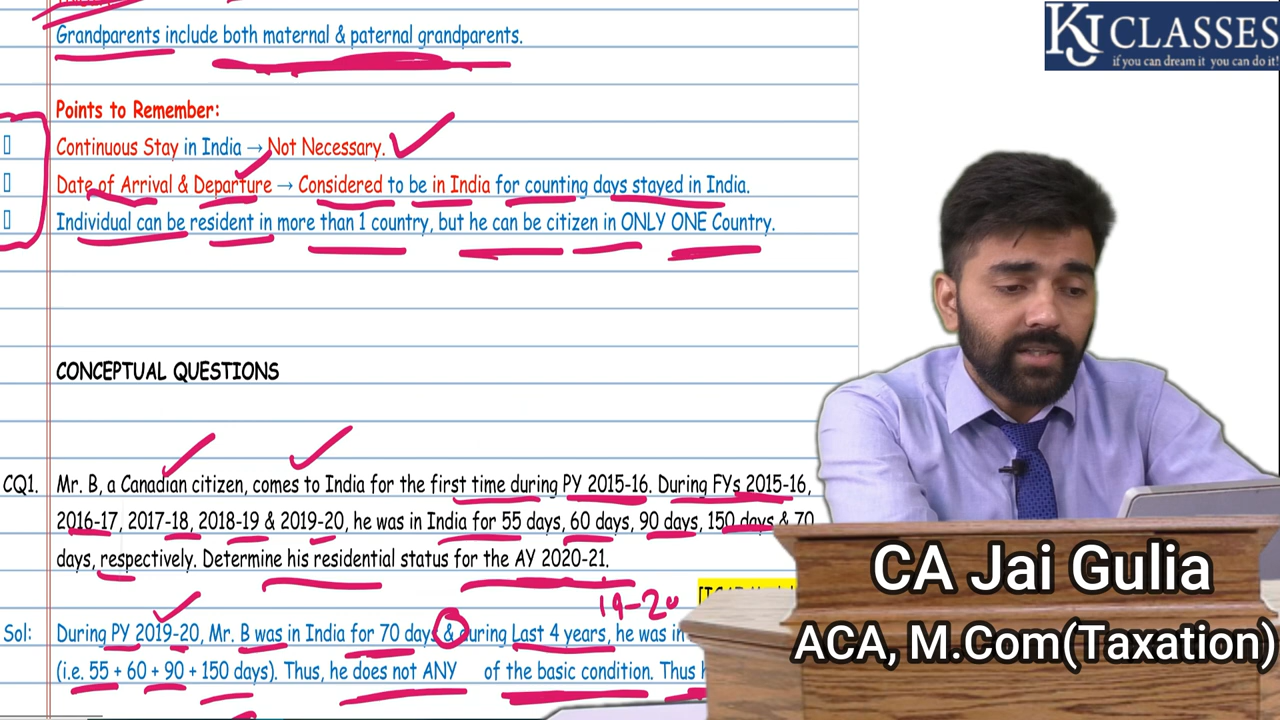 KJ CLASSES
if you can dream it you can do it!
Grandparents include both maternal & paternal grandparents.
Points to Remember:
Continuous Stay in India → Not Necessary.
Date of Arrival & Departure → Considered to be in India for counting days stayed in India.
Individual can be resident in more than 1 country, but he can be citizen in ONLY ONE Country.
CONCEPTUAL QUESTIONS
CQ1. Mr. B, a Canadian citizen, comes to India for the first time during PY 2015-16. During FYs 2015-16,
2016-17, 2017-18, 2018-19 & 2019-20, he was in India for 55 days, 60 days, 90 days, 150 days & 70
days, respectively. Determine his residential status for the AY 2020-21.
19-20
Sol: During PY 2019-20, Mr. B was in India for 70 days & during Last 4 years, he was in
(i.e. 55 + 60 + 90 + 150 days). Thus, he does not ANY of the basic condition. Thus
CA Jai Gulia
ACA, M.Com(Taxation)